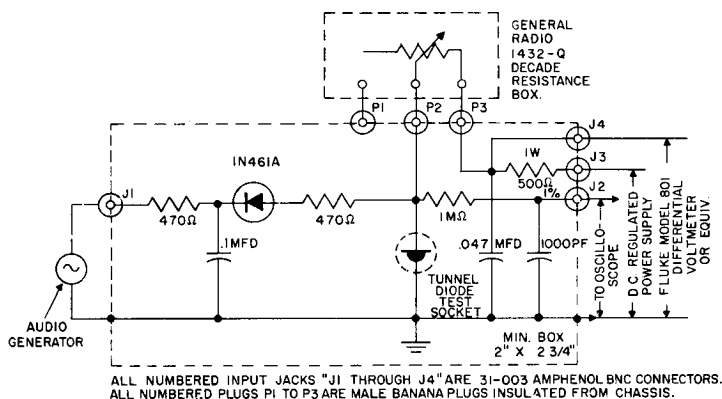 GENERAL
RADIO
1432-Q
DECADE
RESISTANCE
BOX.
P1
P2
P3
J4
1W
J3
500Ω
1%
J2
J1
1N461A
470Ω
470Ω
1MΩ
.1MFD
.047 MFD
1000PF
TUNNEL
DIODE
TEST
SOCKET
AUDIO
GENERATOR
MIN. BOX
2" X 2 3/4"
TO OSCILLO-
SCOPE
D.C. REGULATED
POWER SUPPLY
FLUKE MODEL 801
DIFFERENTIAL
VOLTMETER
OR EQUIV.
ALL NUMBERED INPUT JACKS "J1 THROUGH J4" ARE 31-003 AMPHENOL BNC CONNECTORS.
ALL NUMBERED PLUGS P1 TO P3 ARE MALE BANANA PLUGS INSULATED FROM CHASSIS.